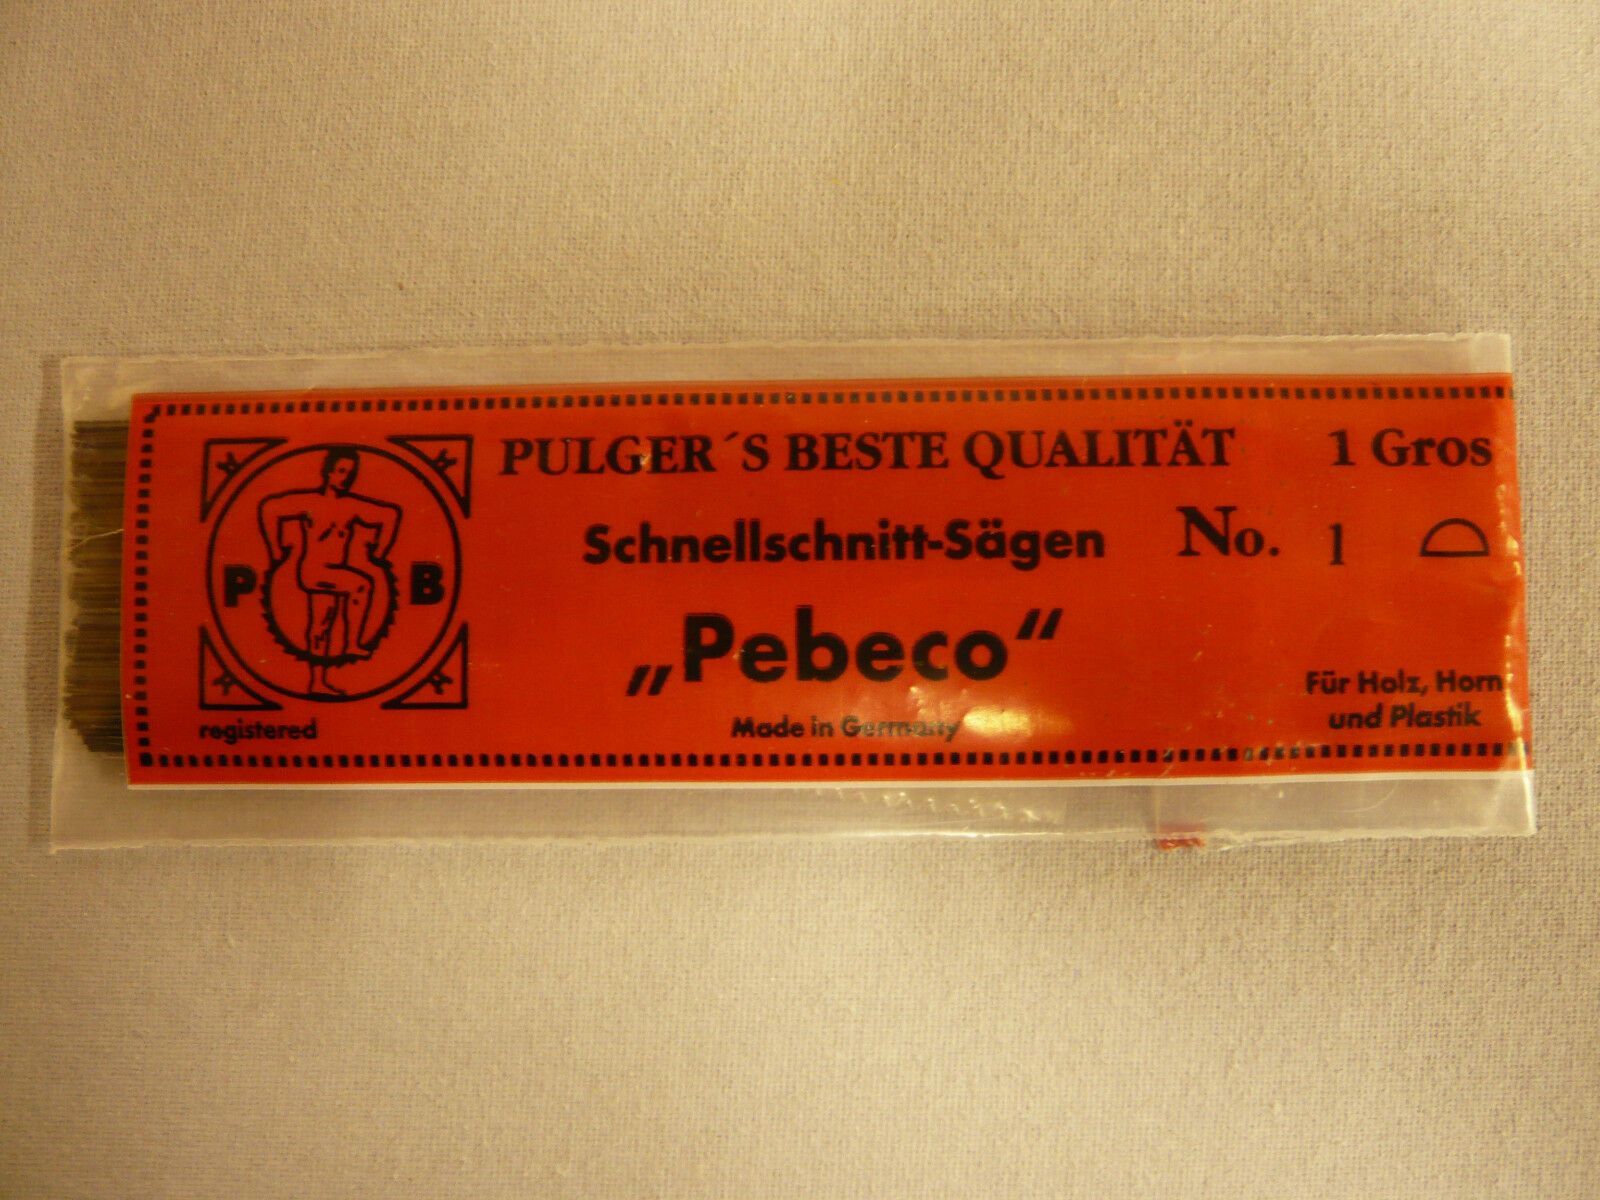 PULGER ´S BESTE QUALITÄT 1 Gros
Schnellschnitt-Sägen No. 1
„Pebeco“
P B
registered
Made in Germany
Für Holz, Horn
und Plastik